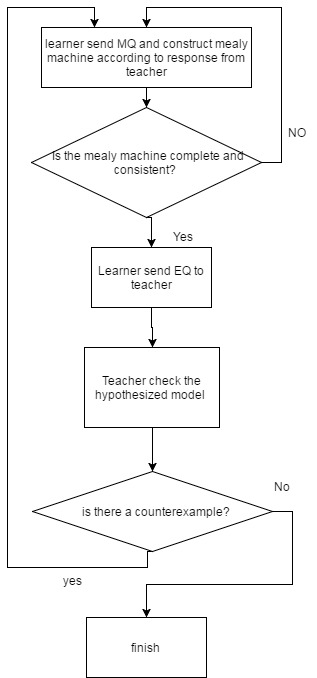 learner send MQ and construct mealy
machine according to response from
teacher
NO
Is the mealy machine complete and
consistent?
Yes
Learner send EQ to
teacher
Teacher check the
hypothesized model
No
is there a counterexample?
yes
finish